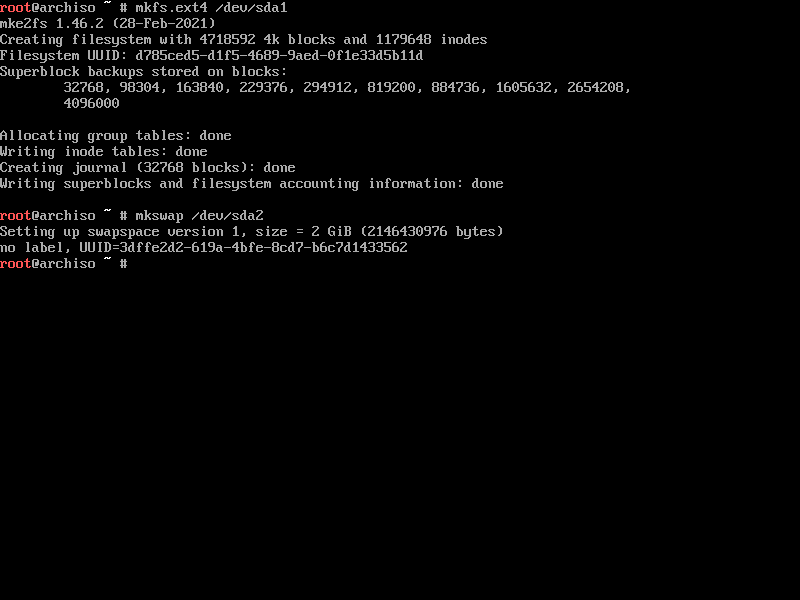 root@archiso ~ # mkfs.ext4 /dev/sda1
mke2fs 1.46.2 (28-Feb-2021)
Creating filesystem with 4718592 4k blocks and 1179648 inodes
Filesystem UUID: d785ced5-d1f5-4689-9aed-0f1e33d5b11d
Superblock backups stored on blocks:
        32768, 98304, 163840, 229376, 294912, 819200, 884736, 1605632, 2654208,
        4096000

Allocating group tables: done
Writing inode tables: done
Creating journal (32768 blocks): done
Writing superblocks and filesystem accounting information: done

root@archiso ~ # mkswap /dev/sda2
Setting up swapspace version 1, size = 2 GiB (2146430976 bytes)
no label, UUID=3dffe2d2-619a-4bfe-8cd7-b6c7d1433562
root@archiso ~ #